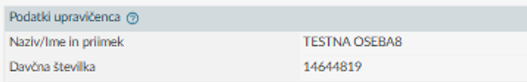 Podatki upravičenca ?
Naziv/Ime in priimek TESTNA OSEBA8
Davčna številka 14644819